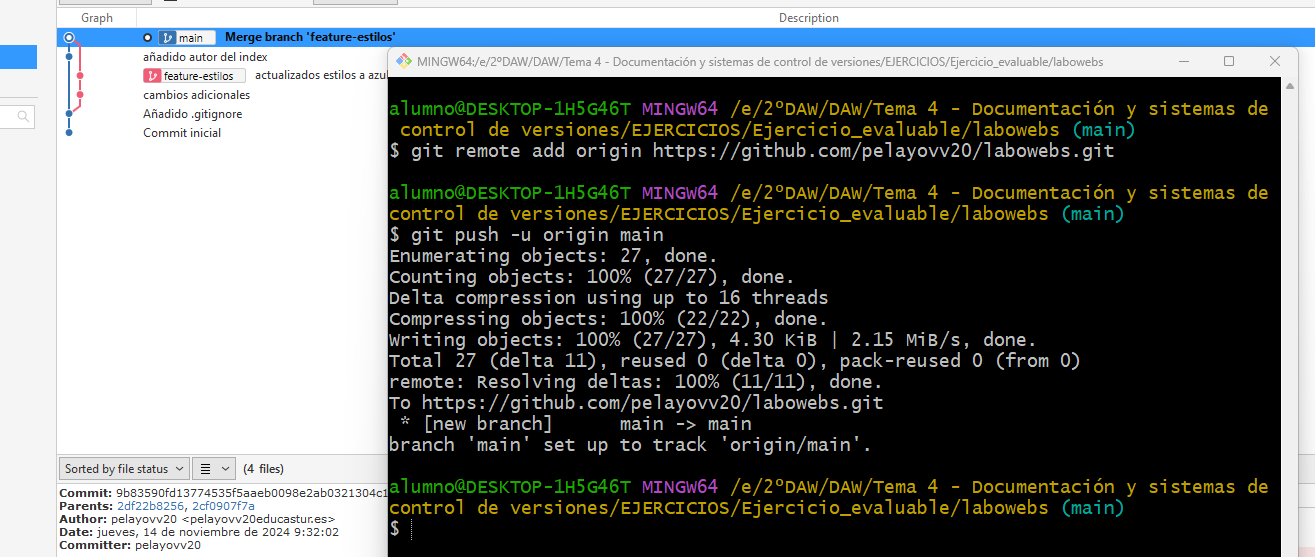 Graph
Description
main
Merge branch 'feature-estilos'
añadido autor del index
feature-estilos
actualizados estilos a azul
cambios adicionales
Añadido .gitignore
Commit inicial
Sorted by file status
(4 files)
Commit: 9b83590fd13774535f5aaeb0098e2ab0321304c1
Parents: 2df22b8256, 2cf0907f7a
Author: pelayovv20 <pelayovv20educastur.es>
Date: jueves, 14 de noviembre de 2024 9:32:02
Committer: pelayovv20
MINGW64:/e/2ºDAW/DAW/Tema 4 - Documentación y sistemas de control de versiones/EJERCICIOS/Ejercicio_evaluable/labowebs
alumno@DESKTOP-1H5G46T MINGW64 /e/2ºDAW/DAW/Tema 4 - Documentación y sistemas de
control de versiones/EJERCICIOS/Ejercicio_evaluable/labowebs (main)
$ git remote add origin https://github.com/pelayovv20/labowebs.git
alumno@DESKTOP-1H5G46T MINGW64 /e/2ºDAW/DAW/Tema 4 - Documentación y sistemas de
control de versiones/EJERCICIOS/Ejercicio_evaluable/labowebs (main)
$ git push -u origin main
Enumerating objects: 27, done.
Counting objects: 100% (27/27), done.
Delta compression using up to 16 threads
Compressing objects: 100% (22/22), done.
Writing objects: 100% (27/27), 4.30 KiB | 2.15 MiB/s, done.
Total 27 (delta 11), reused 0 (delta 0), pack-reused 0 (from 0)
remote: Resolving deltas: 100% (11/11), done.
To https://github.com/pelayovv20/labowebs.git
 * [new branch]      main -> main
branch 'main' set up to track 'origin/main'.
alumno@DESKTOP-1H5G46T MINGW64 /e/2ºDAW/DAW/Tema 4 - Documentación y sistemas de
control de versiones/EJERCICIOS/Ejercicio_evaluable/labowebs (main)
$